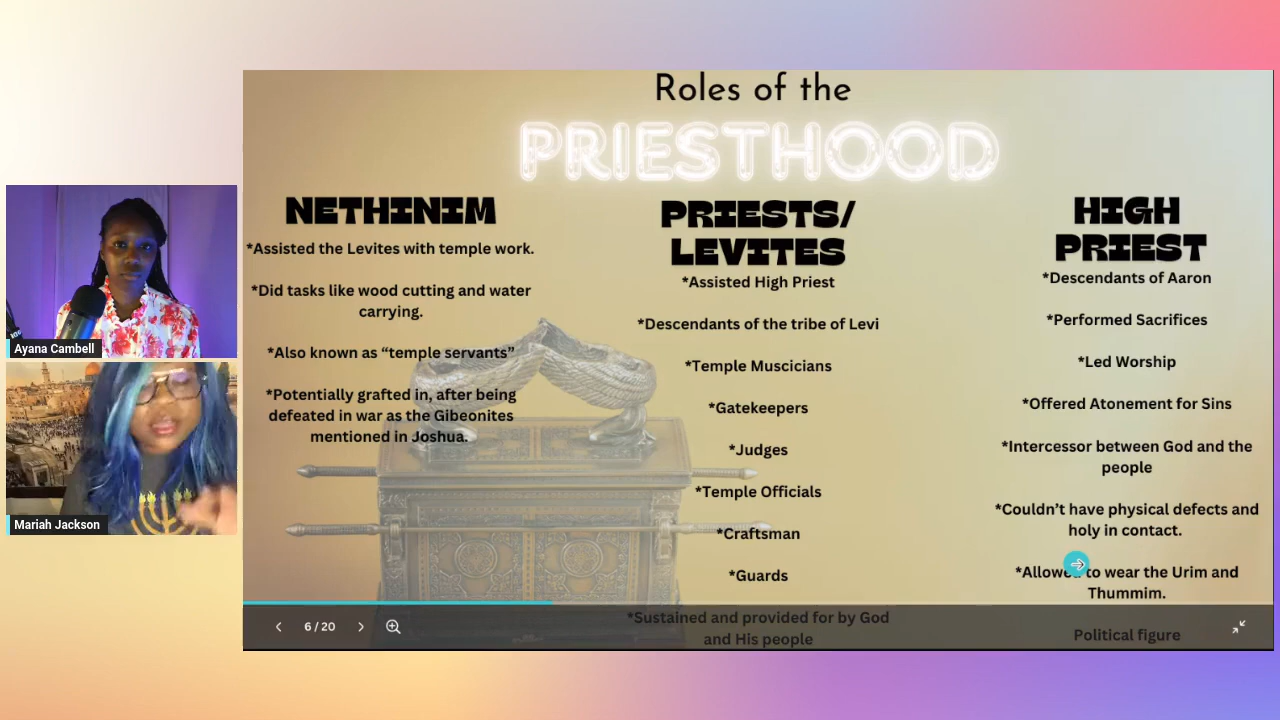 Roles of the
PRIESTHOOD
NETHINIM
*Assisted the Levites with temple work.
*Did tasks like wood cutting and water
carrying.
*Also known as “temple servants”
*Potentially grafted in, after being
defeated in war as the Gibeonites
mentioned in Joshua.
PRIESTS/
LEVITES
*Assisted High Priest
*Descendants of the tribe of Levi
*Temple Muscicians
*Gatekeepers
*Judges
*Temple Officials
*Craftsman
*Guards
*Sustained and provided for by God
and His people
HIGH
PRIEST
*Descendants of Aaron
*Performed Sacrifices
*Led Worship
*Offered Atonement for Sins
*Intercessor between God and the
people
*Couldn’t have physical defects and
holy in contact.
*Allowed to wear the Urim and
Thummim.
Political figure
Ayana Cambell
Mariah Jackson
6 / 20